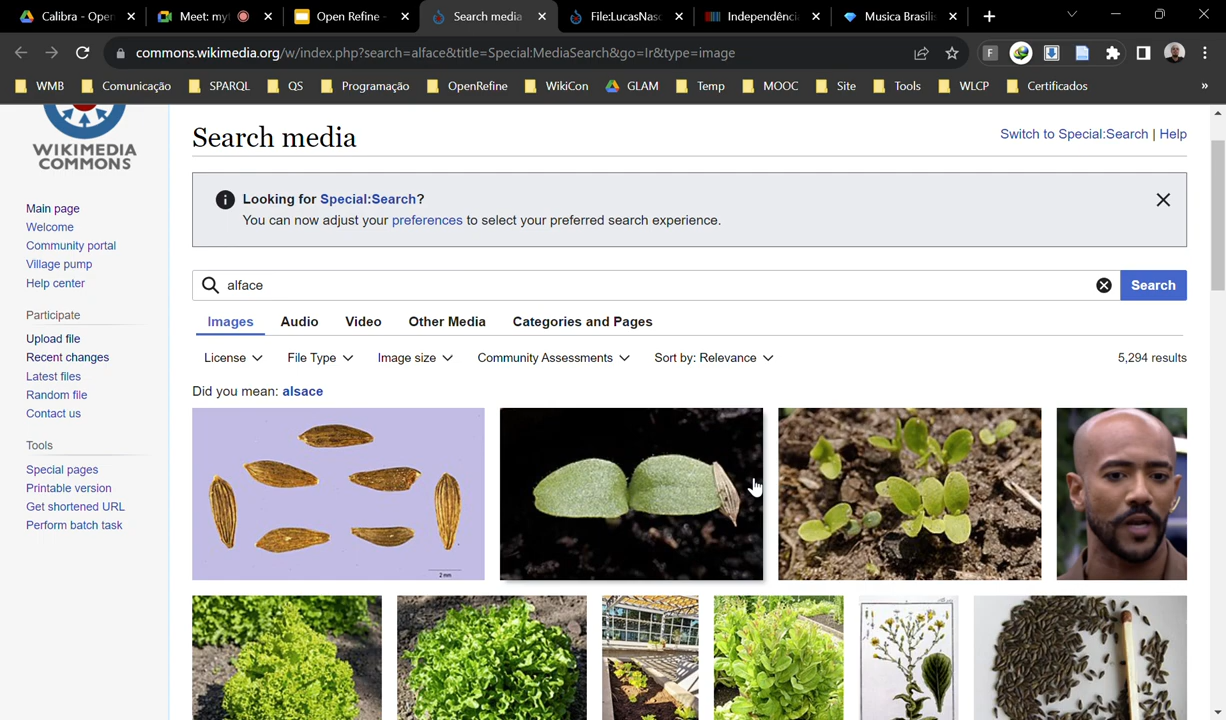 Calibra - Open
Meet: my
Open Refine -
Search media
File:LucasNasc
Independênci
Musica Brasilis
commons.wikimedia.org/w/index.php?search=alface&title=Special:MediaSearch&go=Ir&type=image
WMB
Comunicação
SPARQL
QS
Programação
OpenRefine
WikiCon
GLAM
Temp
MOOC
Site
Tools
WLCP
Certificados
»
WIKIMEDIA
COMMONS
Main page
Welcome
Community portal
Village pump
Help center
Participate
Upload file
Recent changes
Latest files
Random file
Contact us
Tools
Special pages
Printable version
Get shortened URL
Perform batch task
Search media
Switch to Special:Search | Help
Looking for Special:Search?
You can now adjust your preferences to select your preferred search experience.
alface
Search
Images
Audio
Video
Other Media
Categories and Pages
License
File Type
Image size
Community Assessments
Sort by: Relevance
5,294 results
Did you mean: alsace
2 mm